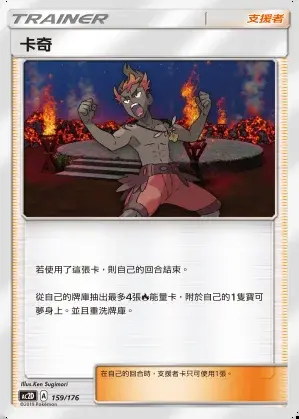 TRAINER
支援者
卡奇
若使用了這張卡，則自己的回合結束。
從自己的牌庫抽出最多4張能量卡，附於自己的1隻寶可
夢身上。並且重洗牌庫。
Illus.Ken Sugimori
在自己的回合時，支援者卡只可使用1張。
AC2D A 159/176
©2019 Pokémon